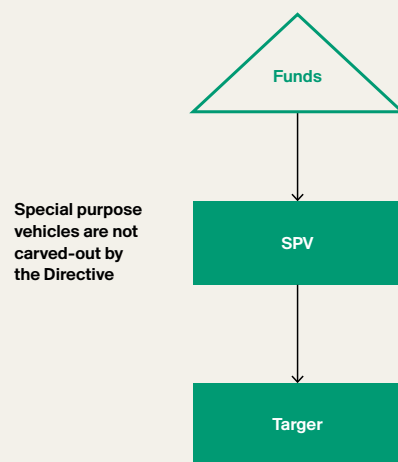 Funds
Special purpose
vehicles are not
carved-out by
the Directive
SPV
Targer